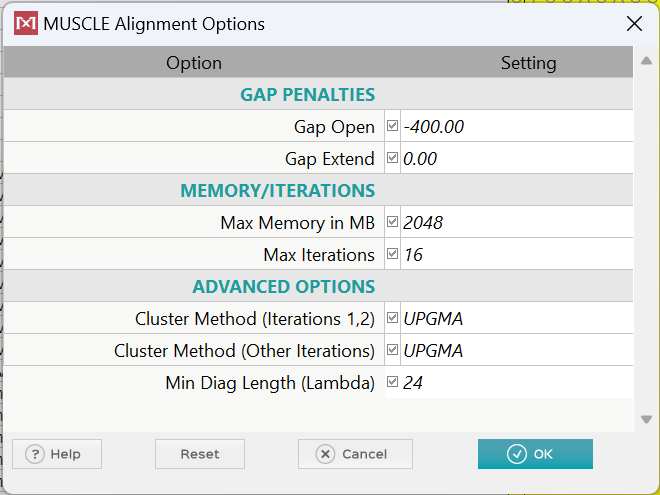 MUSCLE Alignment Options
Option Setting
GAP PENALTIES
Gap Open -400.00
Gap Extend 0.00
MEMORY/ITERATIONS
Max Memory in MB 2048
Max Iterations 16
ADVANCED OPTIONS
Cluster Method (Iterations 1,2) UPGMA
Cluster Method (Other Iterations) UPGMA
Min Diag Length (Lambda) 24
? Help Reset Cancel OK